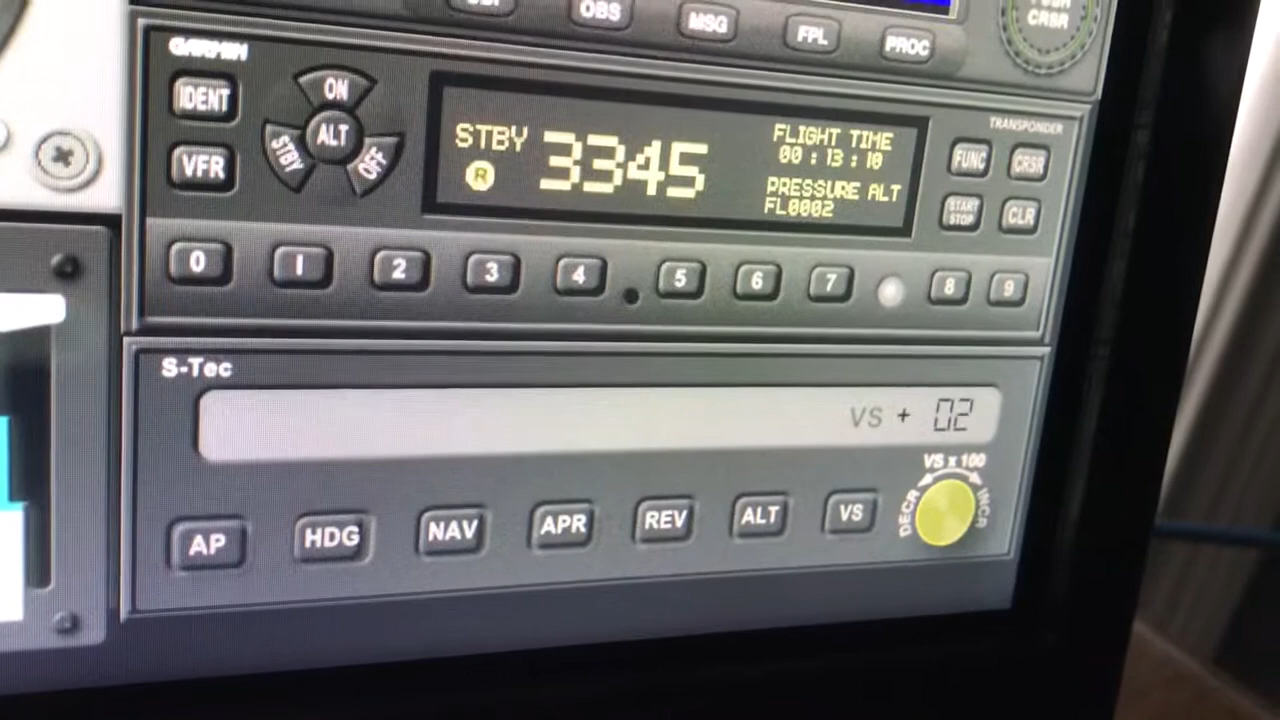 OBS MSG FPL PROC
CRSR
GARMIN
IDENT
VFR
ON
ALT
STBY
OFF
STBY
R
3345
FLIGHT TIME
00:13:10
PRESSURE ALT
FL0002
TRANSPONDER
FUNC CRSR
START STOP CLR
0 1 2 3 4 5 6 7 8 9
S-Tec
VS + 02
VS x 100
DECR INCR
AP HDG NAV APR REV ALT VS